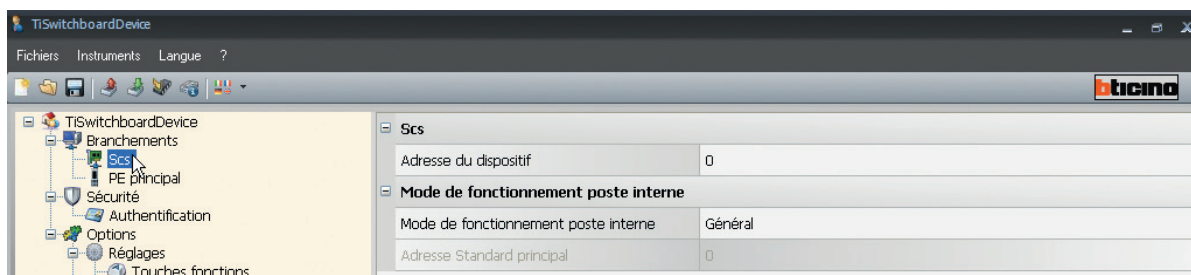 TiSwitchboardDevice
Fichiers Instruments Langue ?
bticino
TiSwitchboardDevice
Branchements
Scs
PE principal
Sécurité
Authentification
Options
Réglages
Touches fonctions
Scs
Adresse du dispositif 0
Mode de fonctionnement poste interne
Mode de fonctionnement poste interne Général
Adresse Standard principal 0